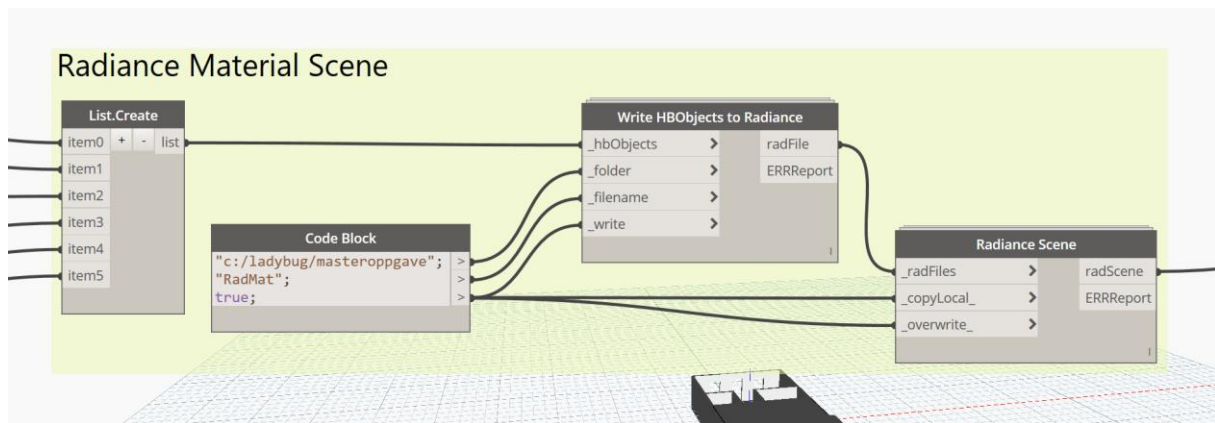 Radiance Material Scene
List.Create
item0 + - list
item1
item2
item3
item4
item5
Code Block
"c:/ladybug/masteroppgave"; >
"RadMat"; >
true; >
Write HBObjects to Radiance
_hbObjects > radFile
_folder > ERRReport
_filename >
_write >
l
Radiance Scene
_radFiles > radScene
_copyLocal_ > ERRReport
_overwrite_ >
l